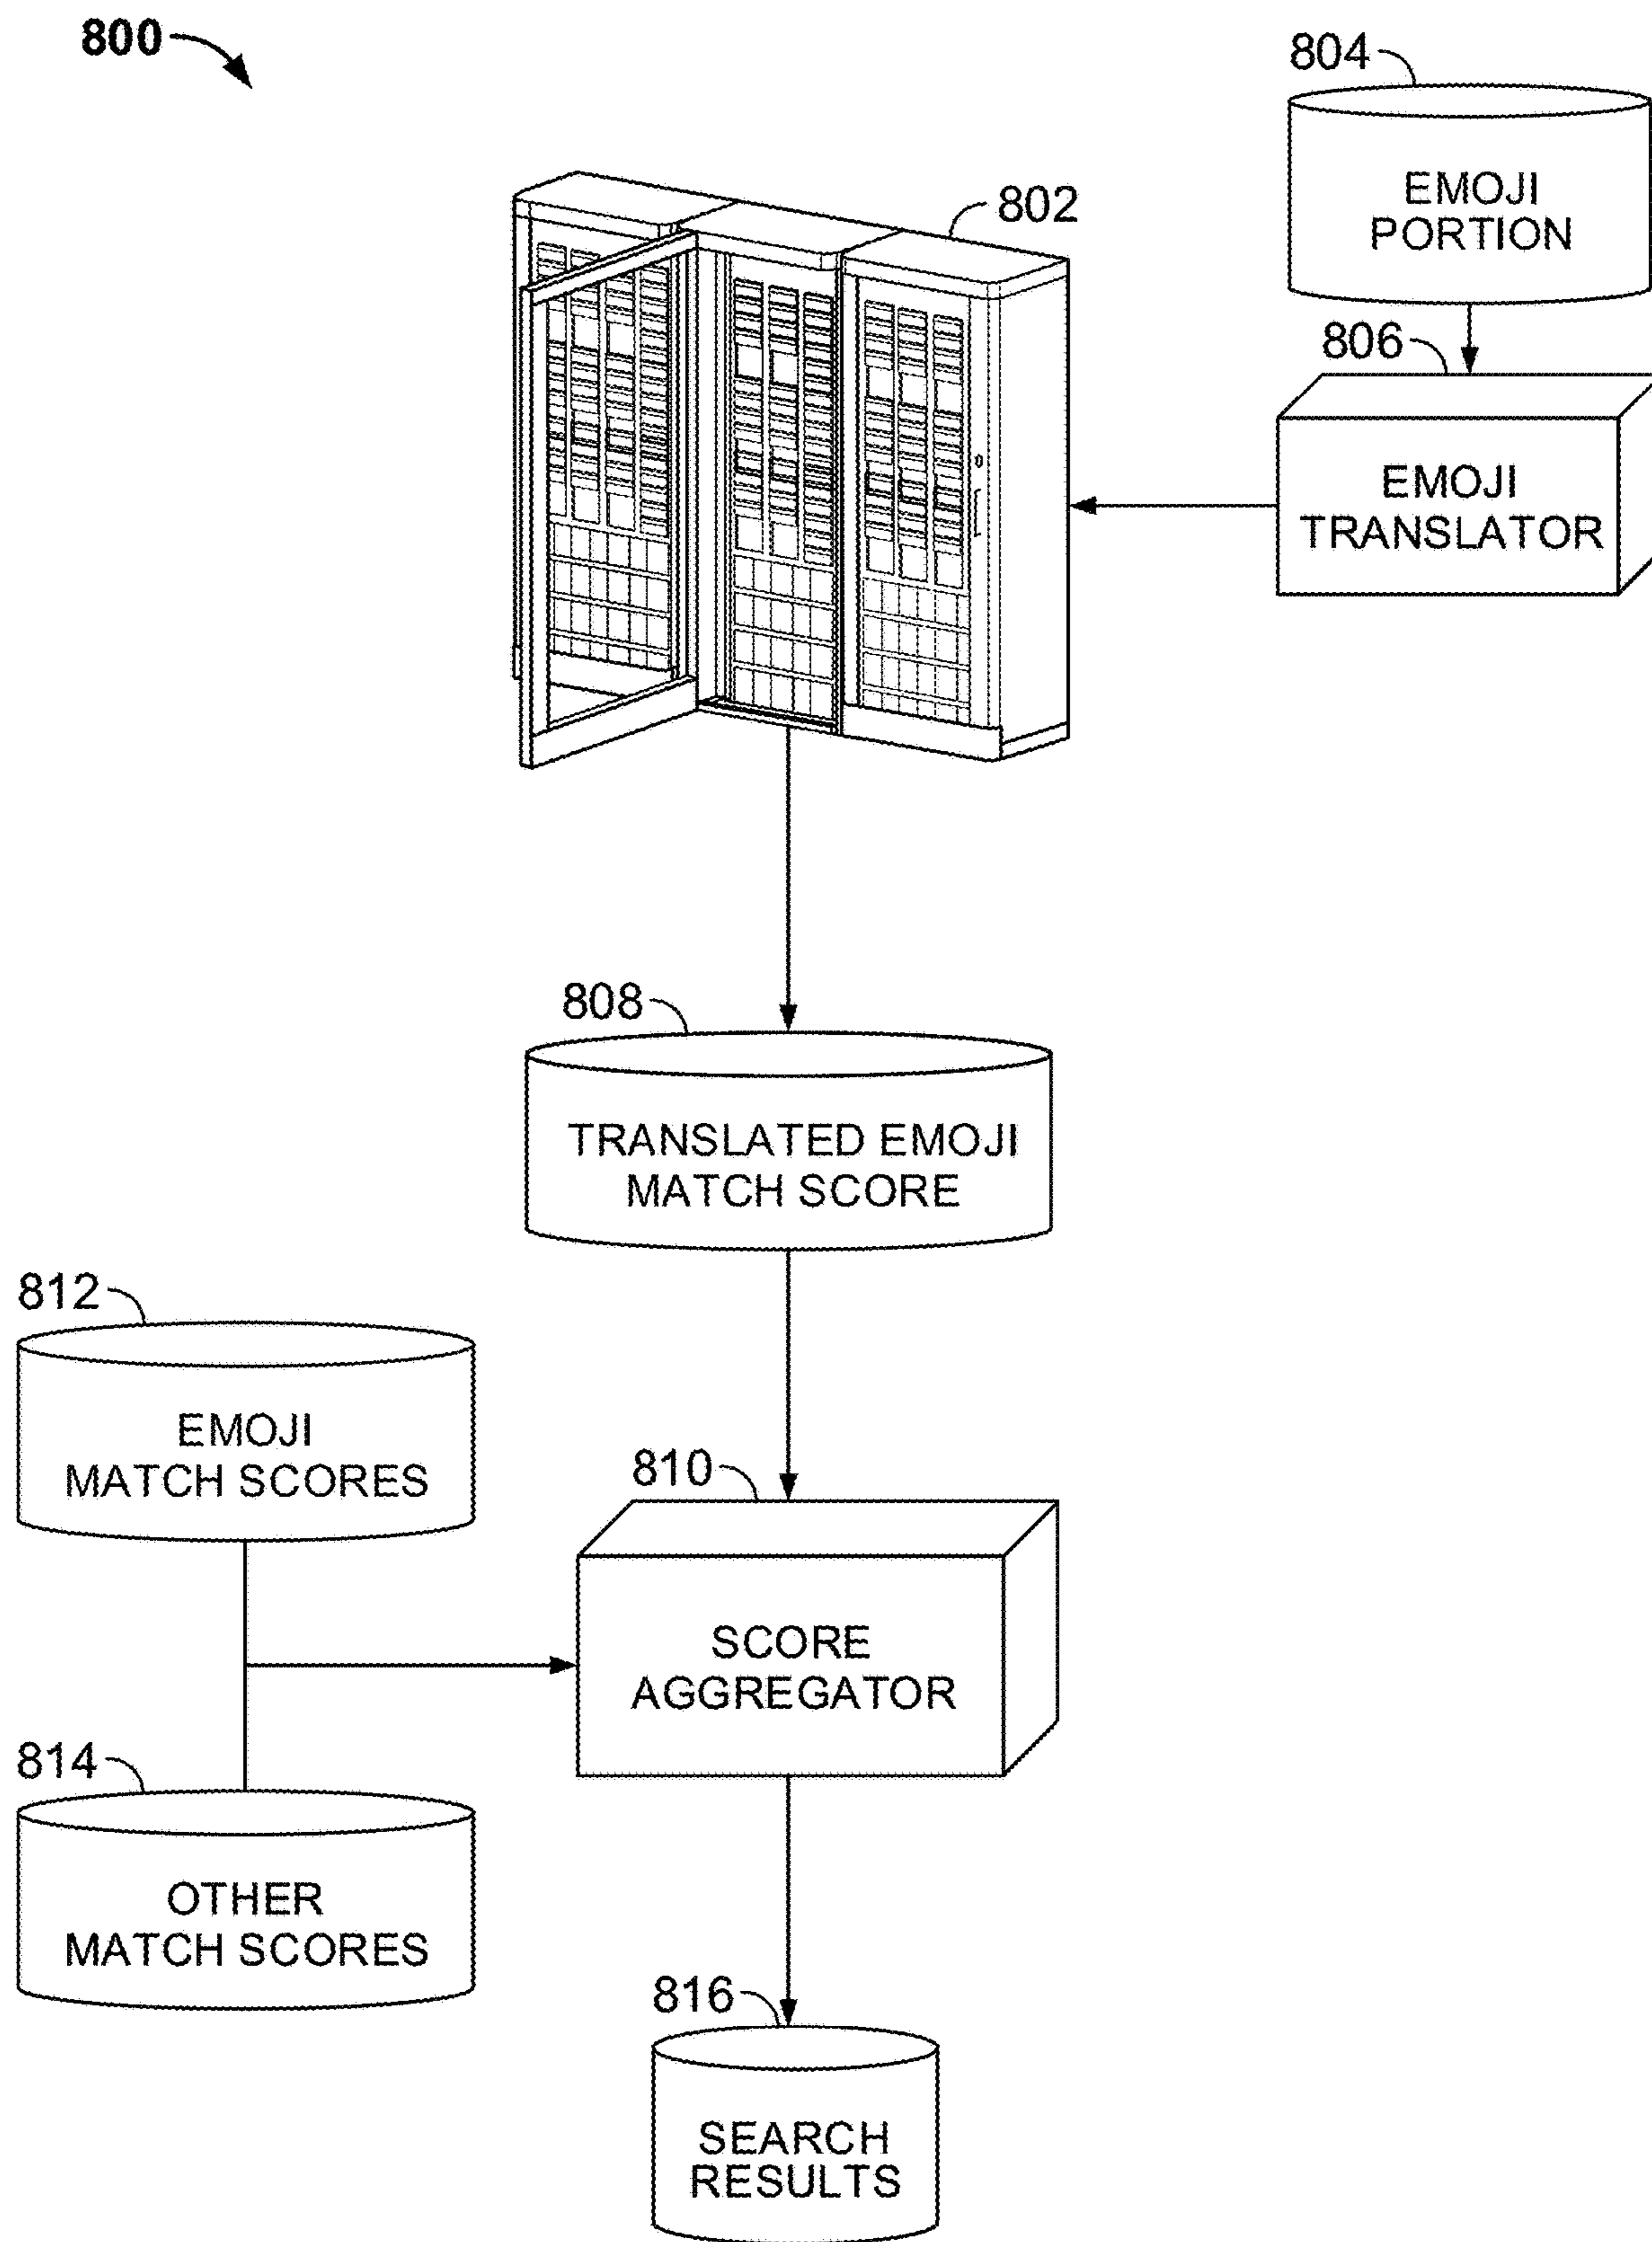 800
804
EMOJI
PORTION
802
806
EMOJI
TRANSLATOR
808
TRANSLATED EMOJI
MATCH SCORE
812
EMOJI
MATCH SCORES
810
SCORE
AGGREGATOR
814
OTHER
MATCH SCORES
816
SEARCH
RESULTS